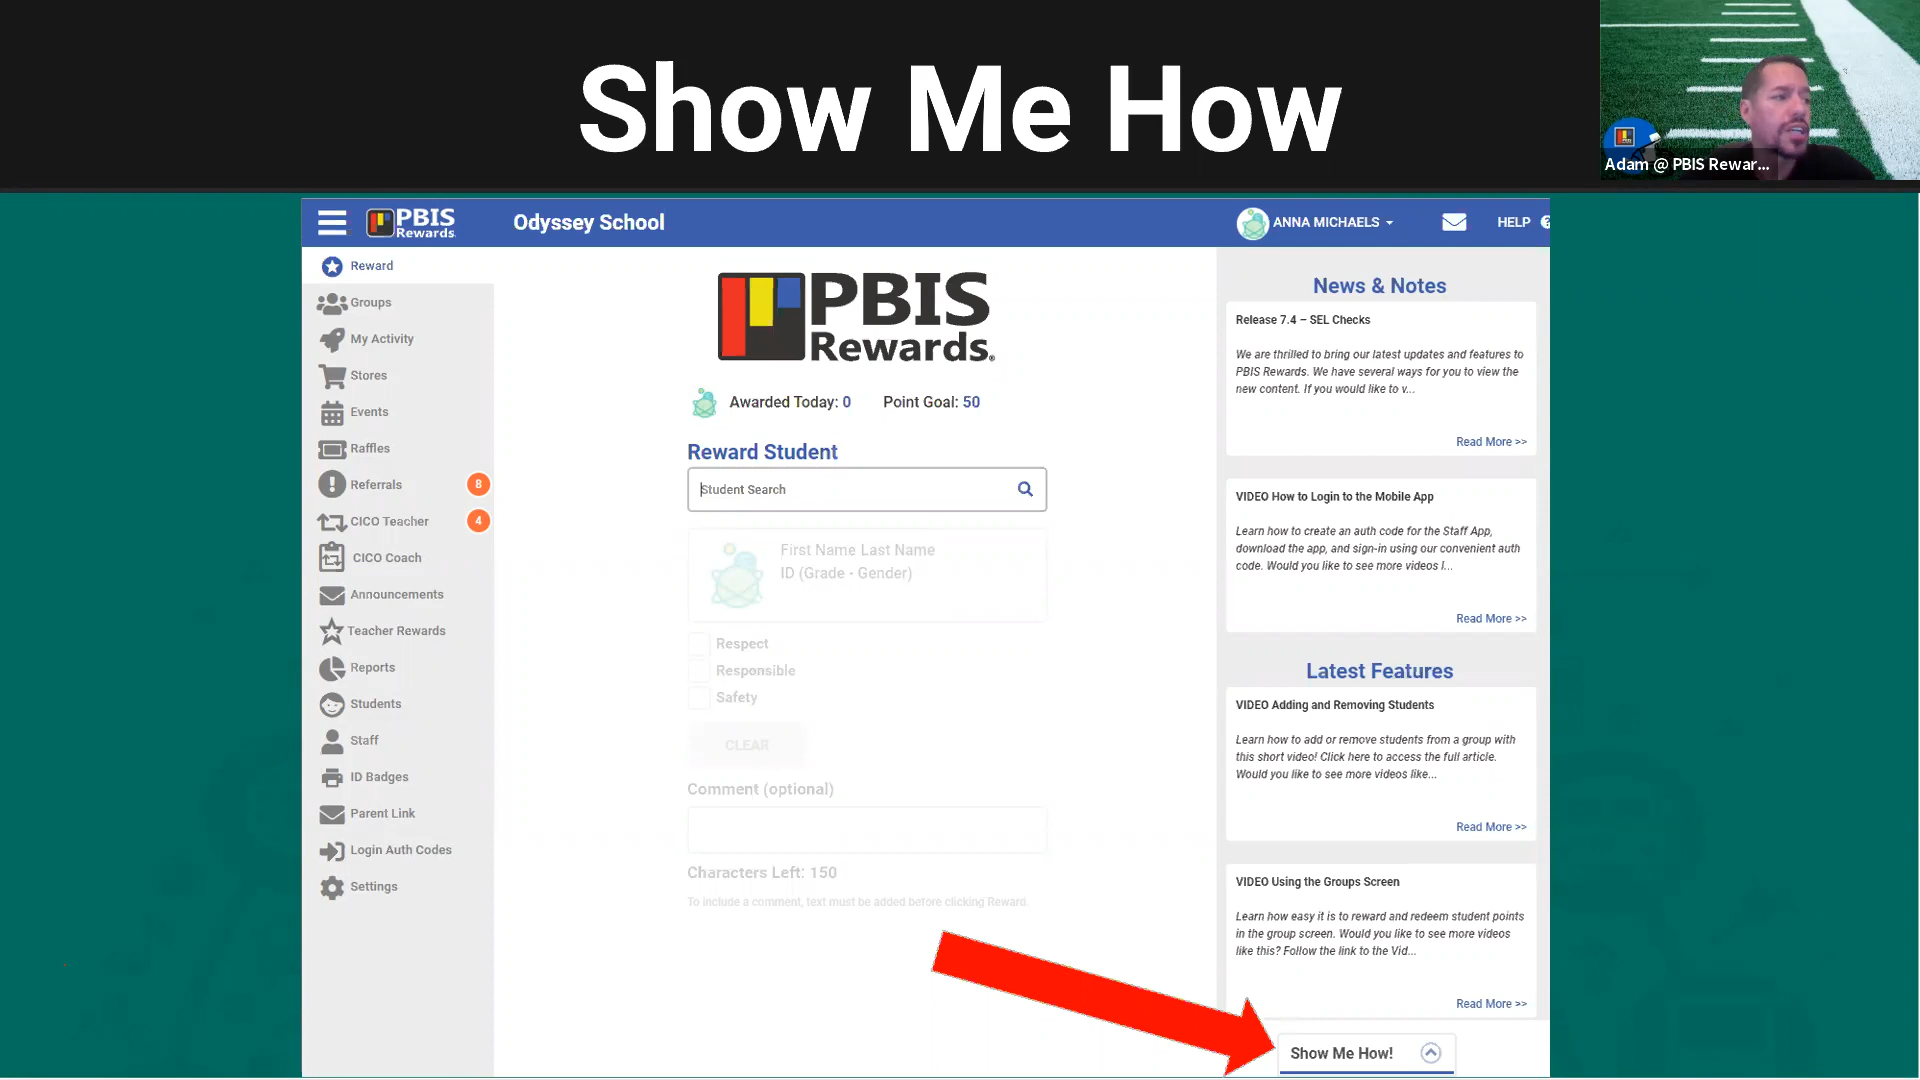 Show Me How
Adam @ PBIS Rewar...
PBIS
Rewards
Odyssey School
ANNA MICHAELS
HELP
Reward
Groups
My Activity
Stores
Events
Raffles
Referrals 8
CICO Teacher 4
CICO Coach
Announcements
Teacher Rewards
Reports
Students
Staff
ID Badges
Parent Link
Login Auth Codes
Settings
PBIS
Rewards
Awarded Today: 0 Point Goal: 50
Reward Student
Student Search
First Name Last Name
ID (Grade - Gender)
Respect
Responsible
Safety
CLEAR
Comment (optional)
Characters Left: 150
To include a comment, text must be added before clicking Reward.
News & Notes
Release 7.4 – SEL Checks
We are thrilled to bring our latest updates and features to
PBIS Rewards. We have several ways for you to view the
new content. If you would like to v...
Read More >>
VIDEO How to Login to the Mobile App
Learn how to create an auth code for the Staff App,
download the app, and sign-in using our convenient auth
code. Would you like to see more videos l...
Read More >>
Latest Features
VIDEO Adding and Removing Students
Learn how to add or remove students from a group with
this short video! Click here to access the full article.
Would you like to see more videos like...
Read More >>
VIDEO Using the Groups Screen
Learn how easy it is to reward and redeem student points
in the group screen. Would you like to see more videos
like this? Follow the link to the Vid...
Read More >>
Show Me How!